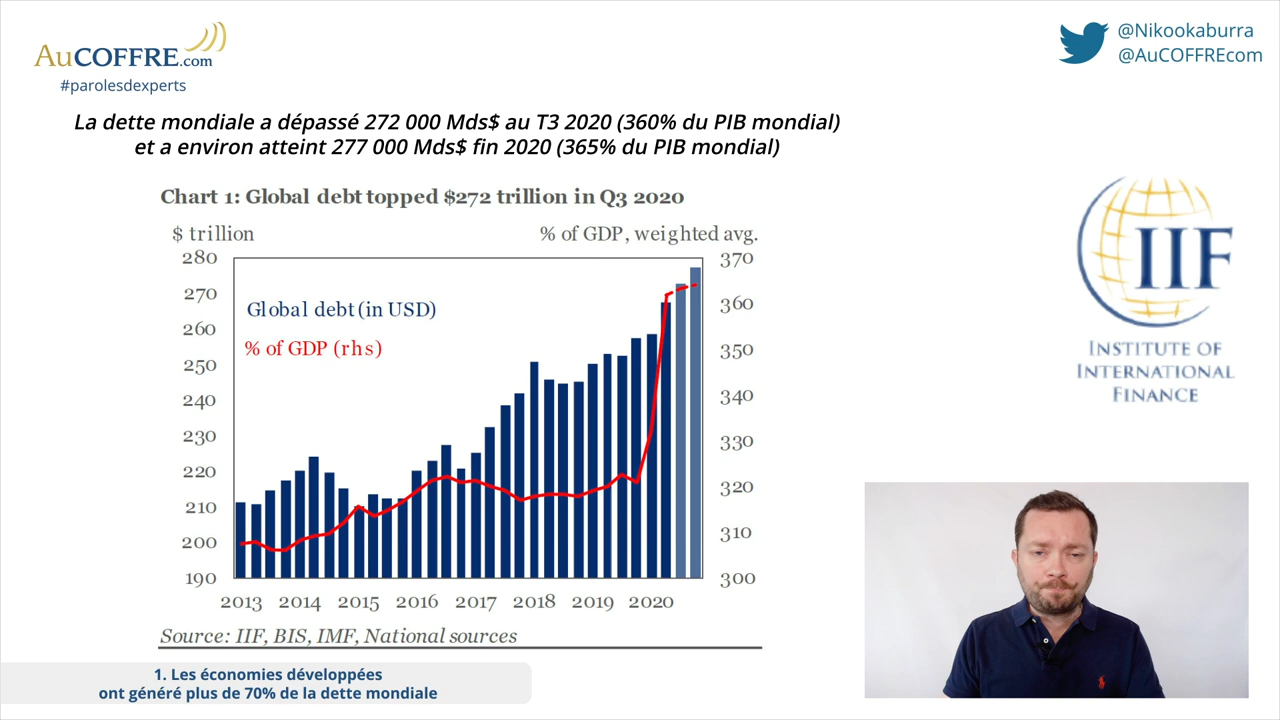 AuCOFFRE.com
#parolesdexperts
@Nikookaburra
@AuCOFFREcom
La dette mondiale a dépassé 272 000 Mds$ au T3 2020 (360% du PIB mondial)
et a environ atteint 277 000 Mds$ fin 2020 (365% du PIB mondial)
Chart 1: Global debt topped $272 trillion in Q3 2020
$ trillion
% of GDP, weighted avg.
280
270
260
250
240
230
220
210
200
190
Global debt (in USD)
% of GDP (rhs)
370
360
350
340
330
320
310
300
2013 2014 2015 2016 2017 2018 2019 2020
Source: IIF, BIS, IMF, National sources
IIF
INSTITUTE OF
INTERNATIONAL
FINANCE
1. Les économies développées
ont généré plus de 70% de la dette mondiale